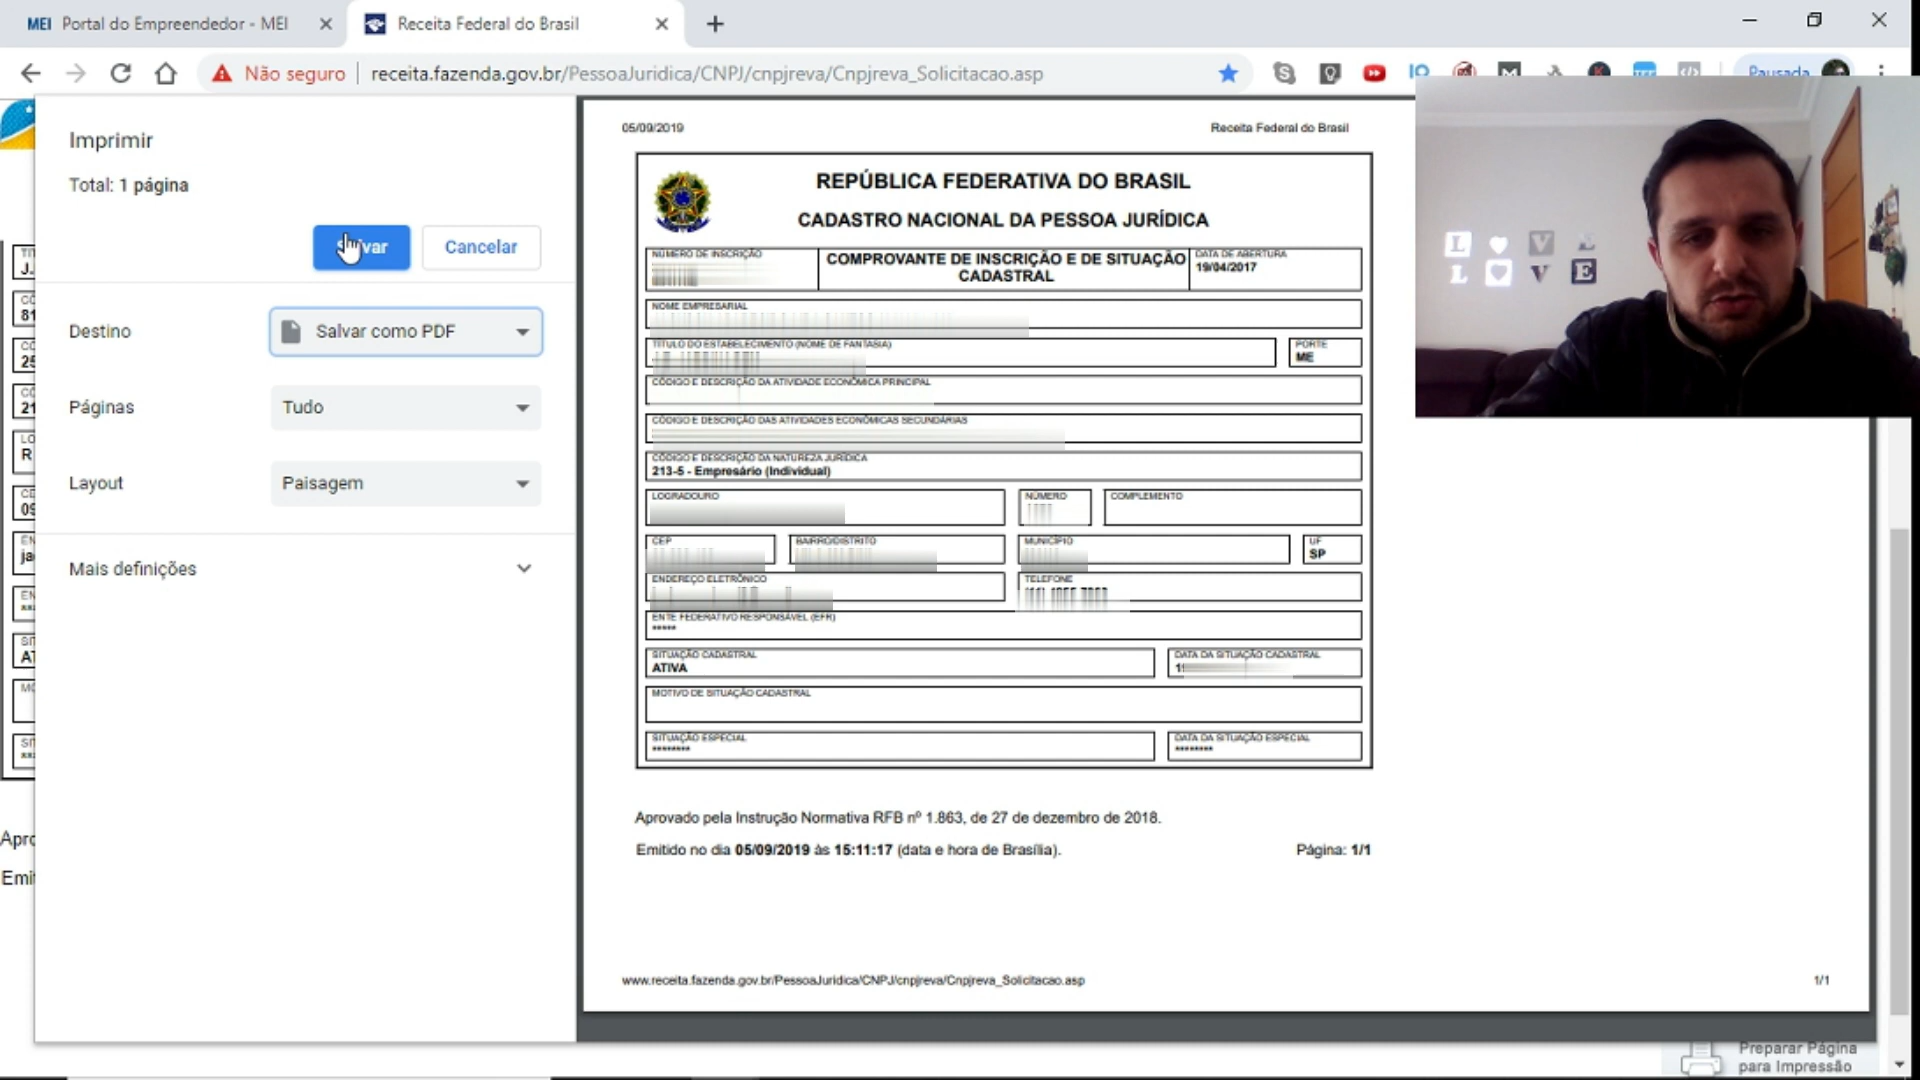 MEI Portal do Empreendedor - MEI
Receita Federal do Brasil
Não seguro
receita.fazenda.gov.br/PessoaJuridica/CNPJ/cnpjreva/Cnpjreva_Solicitacao.asp
Pausada
Imprimir
Total: 1 página
Cancelar
Destino
Salvar como PDF
Páginas
Tudo
Layout
Paisagem
Mais definições
05/09/2019
Receita Federal do Brasil
REPÚBLICA FEDERATIVA DO BRASIL
CADASTRO NACIONAL DA PESSOA JURÍDICA
NÚMERO DE INSCRIÇÃO
COMPROVANTE DE INSCRIÇÃO E DE SITUAÇÃO
CADASTRAL
DATA DE ABERTURA
19/04/2017
NOME EMPRESARIAL
TÍTULO DO ESTABELECIMENTO (NOME DE FANTASIA)
PORTE
ME
CÓDIGO E DESCRIÇÃO DA ATIVIDADE ECONÔMICA PRINCIPAL
CÓDIGO E DESCRIÇÃO DAS ATIVIDADES ECONÔMICAS SECUNDÁRIAS
CÓDIGO E DESCRIÇÃO DA NATUREZA JURÍDICA
213-5 - Empresário (Individual)
LOGRADOURO
NÚMERO
COMPLEMENTO
CEP
BAIRRO/DISTRITO
MUNICÍPIO
UF
SP
ENDEREÇO ELETRÔNICO
TELEFONE
ENTE FEDERATIVO RESPONSÁVEL (EFR)
*****
SITUAÇÃO CADASTRAL
ATIVA
DATA DA SITUAÇÃO CADASTRAL
MOTIVO DE SITUAÇÃO CADASTRAL
SITUAÇÃO ESPECIAL
********
DATA DA SITUAÇÃO ESPECIAL
********
Aprovado pela Instrução Normativa RFB nº 1.863, de 27 de dezembro de 2018.
Emitido no dia 05/09/2019 às 15:11:17 (data e hora de Brasília).
Página: 1/1
www.receita.fazenda.gov.br/PessoaJuridica/CNPJ/cnpjreva/Cnpjreva_Solicitacao.asp
1/1
Preparar Página
para Impressão